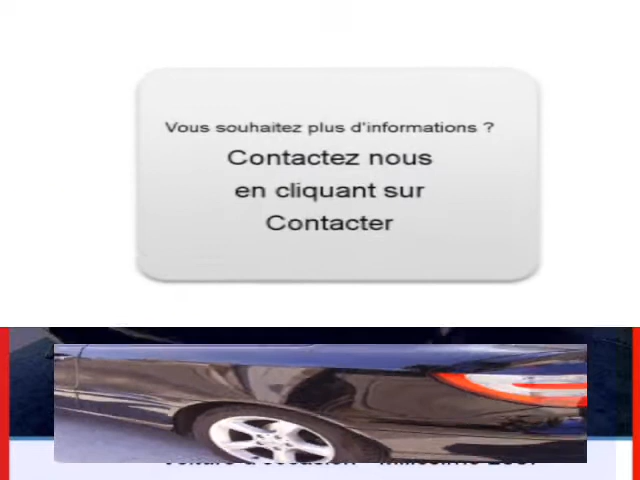 Vous souhaitez plus d'informations ?
Contactez nous
en cliquant sur
Contacter